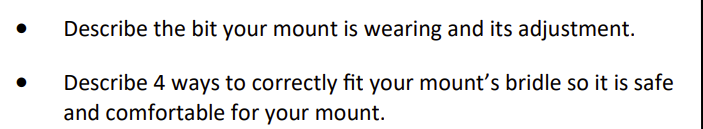 • Describe the bit your mount is wearing and its adjustment.
• Describe 4 ways to correctly fit your mount’s bridle so it is safe
and comfortable for your mount.